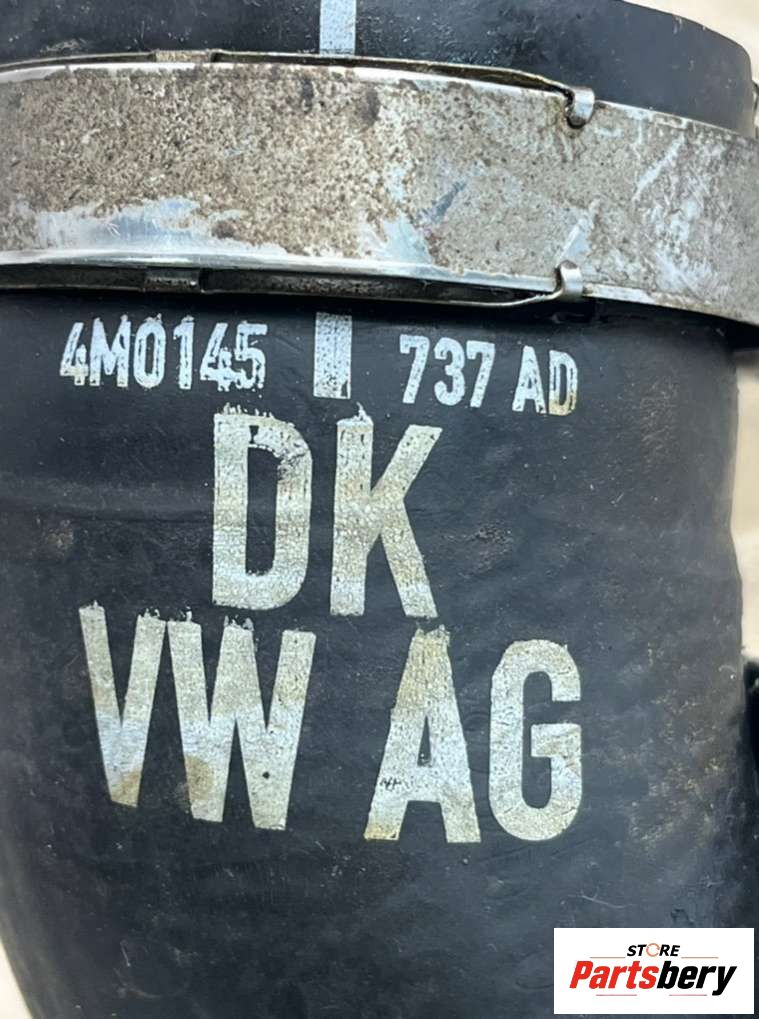 4M0145 737 AD
DK
VW AG
STORE
Partsbery